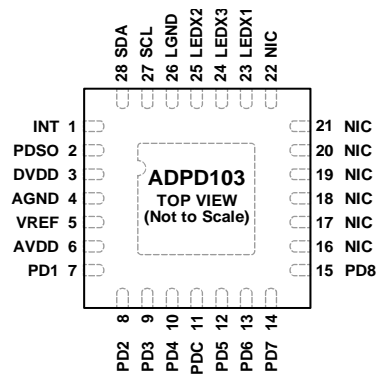 28 SDA
27 SCL
26 LGND
25 LEDX2
24 LEDX3
23 LEDX1
22 NIC
INT 1
PDSO 2
DVDD 3
AGND 4
VREF 5
AVDD 6
PD1 7
ADPD103
TOP VIEW
(Not to Scale)
21 NIC
20 NIC
19 NIC
18 NIC
17 NIC
16 NIC
15 PD8
PD2 8
PD3 9
PD4 10
PDC 11
PD5 12
PD6 13
PD7 14